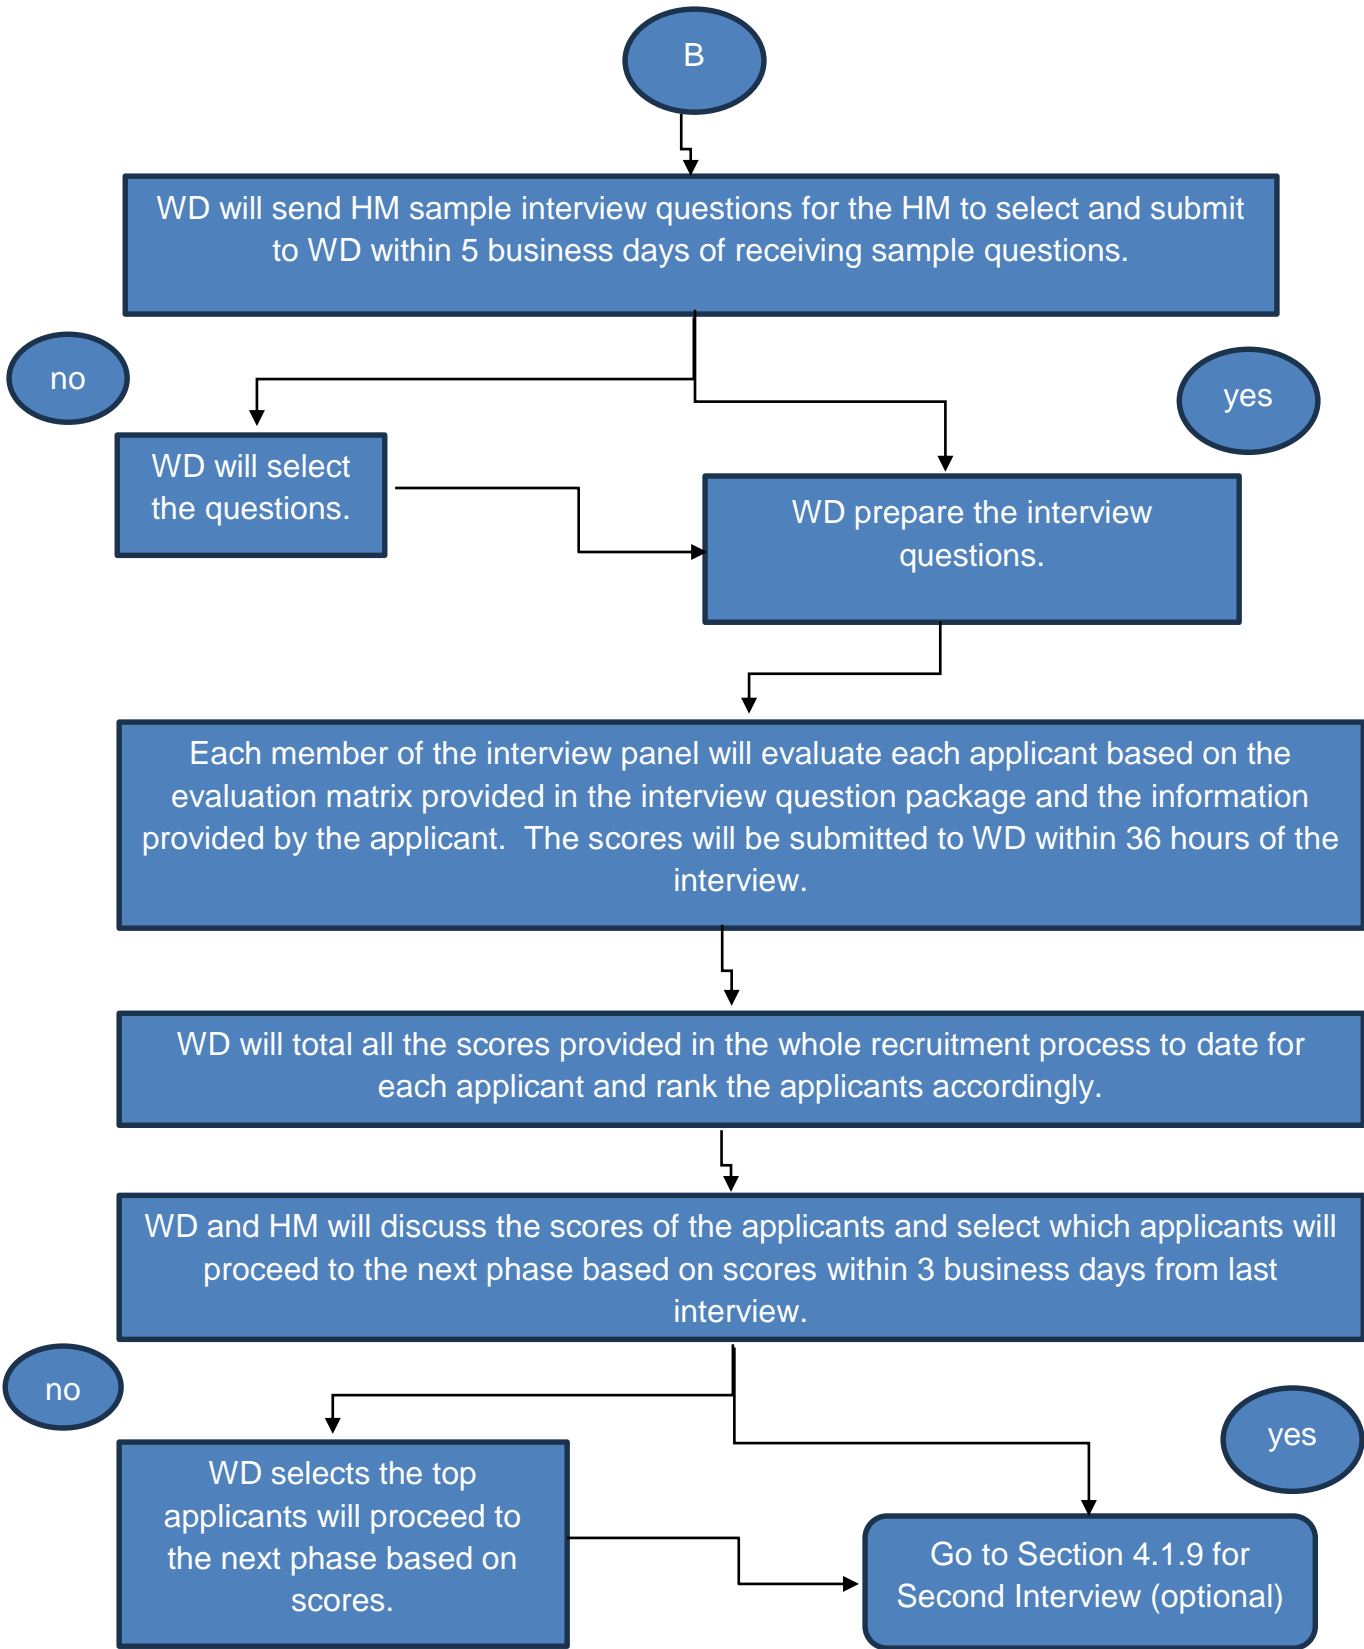 B
WD will send HM sample interview questions for the HM to select and submit
to WD within 5 business days of receiving sample questions.
no
yes
WD will select
the questions.
WD prepare the interview
questions.
Each member of the interview panel will evaluate each applicant based on the
evaluation matrix provided in the interview question package and the information
provided by the applicant.  The scores will be submitted to WD within 36 hours of the
interview.
WD will total all the scores provided in the whole recruitment process to date for
each applicant and rank the applicants accordingly.
WD and HM will discuss the scores of the applicants and select which applicants will
proceed to the next phase based on scores within 3 business days from last
interview.
no
yes
WD selects the top
applicants will proceed to
the next phase based on
scores.
Go to Section 4.1.9 for
Second Interview (optional)